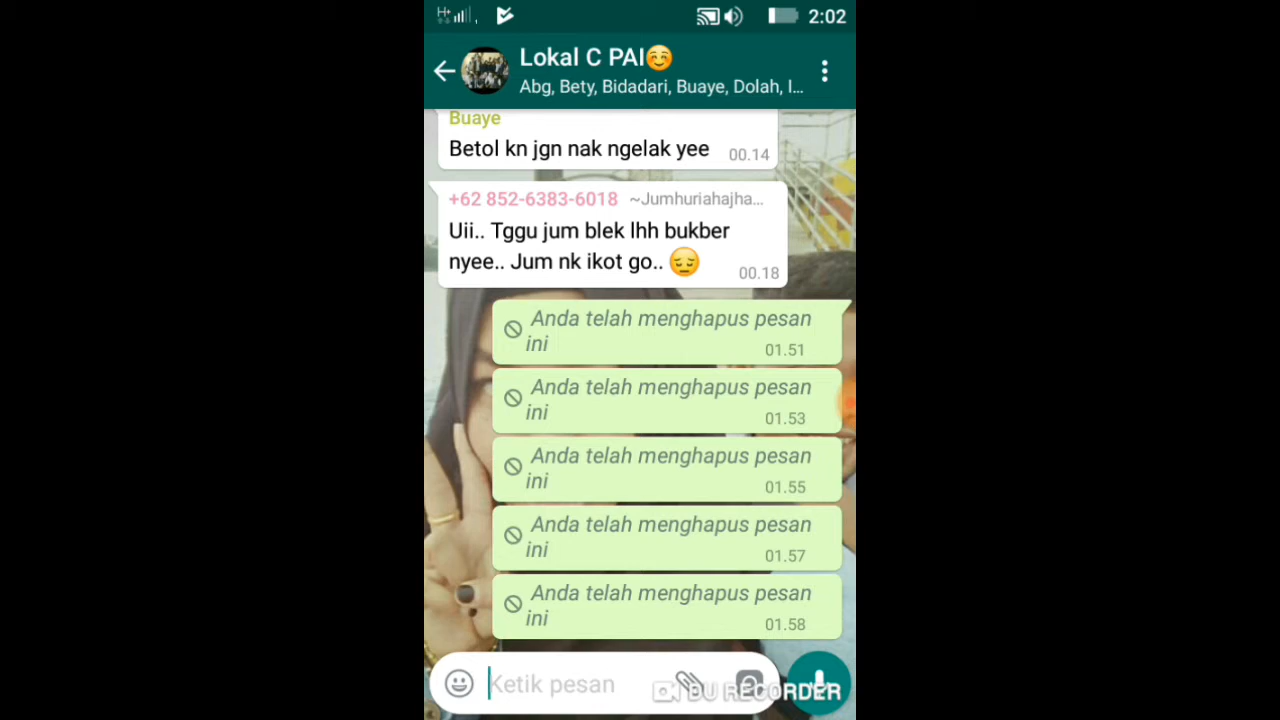 H+
2:02
Lokal C PAI☺️
Abg, Bety, Bidadari, Buaye, Dolah, I...
Buaye
Betol kn jgn nak ngelak yee 00.14
+62 852-6383-6018 ~Jumhuriahajha...
Uii.. Tggu jum blek lhh bukber
nyee.. Jum nk ikot go.. 😔 00.18
Anda telah menghapus pesan
ini 01.51
Anda telah menghapus pesan
ini 01.53
Anda telah menghapus pesan
ini 01.55
Anda telah menghapus pesan
ini 01.57
Anda telah menghapus pesan
ini 01.58
Ketik pesan
DU RECORDER